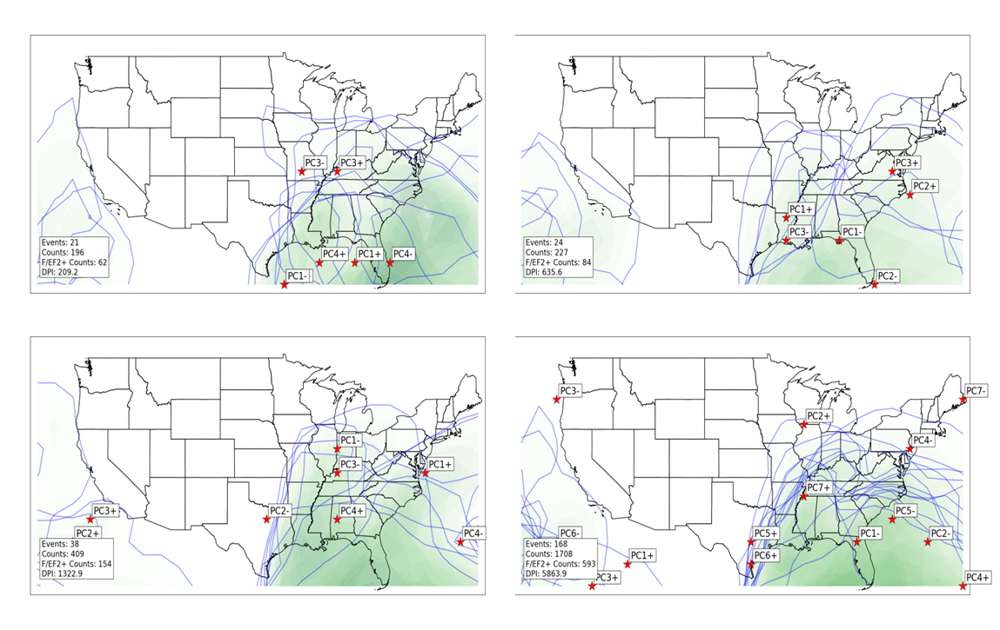 PC3-
PC3+
PC4+
PC1+
PC4-
PC1-
Events: 21
Counts: 196
F/EF2+ Counts: 62
DPI: 209.2
PC3+
PC2+
PC1+
PC3-
PC1-
PC2-
Events: 24
Counts: 227
F/EF2+ Counts: 84
DPI: 635.6
PC1-
PC3-
PC1+
PC3+
PC2-
PC4+
PC2+
PC4-
Events: 38
Counts: 409
F/EF2+ Counts: 154
DPI: 1322.9
PC3-
PC7-
PC2+
PC4-
PC7+
PC5-
PC6-
PC5+
PC1-
PC2-
PC1+
PC6+
PC3+
PC4+
Events: 168
Counts: 1708
F/EF2+ Counts: 593
DPI: 5863.9